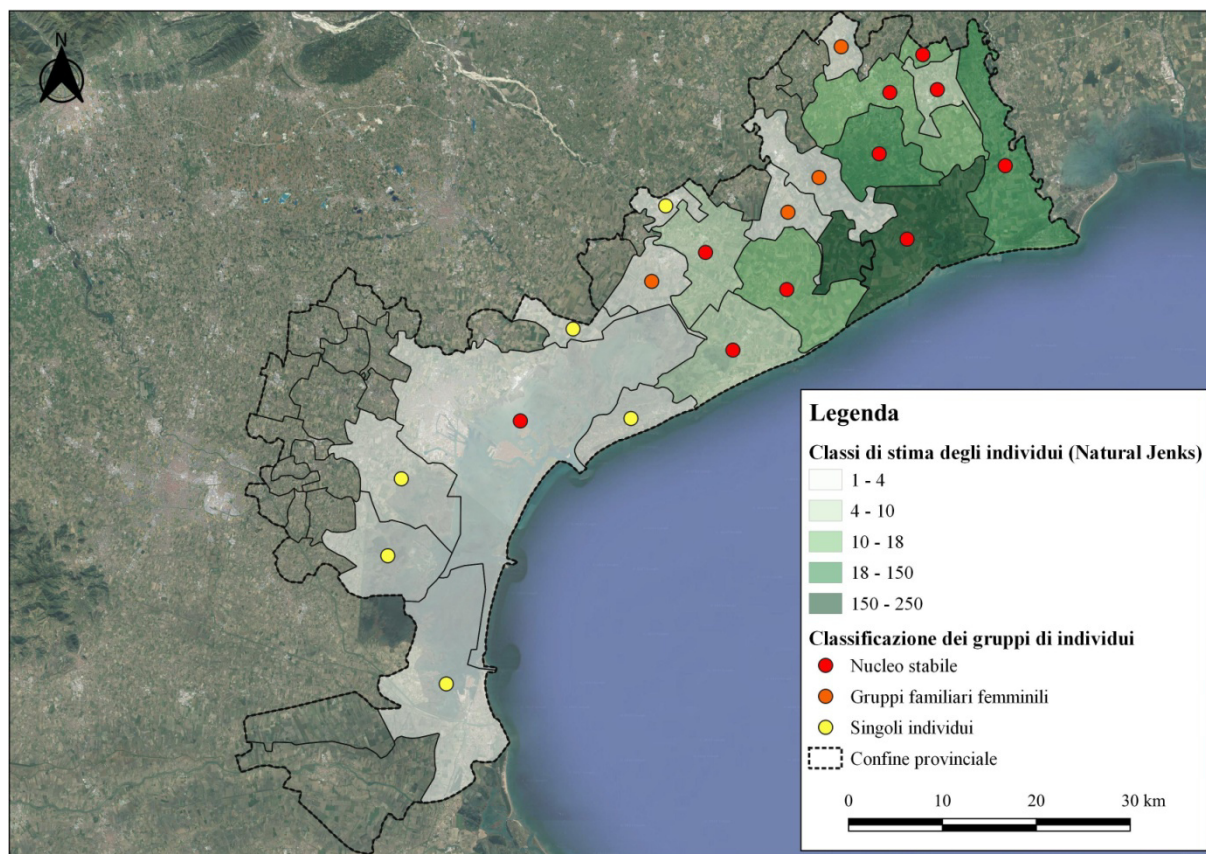 N
Legenda
Classi di stima degli individui (Natural Jenks)
1 - 4
4 - 10
10 - 18
18 - 150
150 - 250
Classificazione dei gruppi di individui
Nucleo stabile
Gruppi familiari femminili
Singoli individui
Confine provinciale
0 10 20 30 km